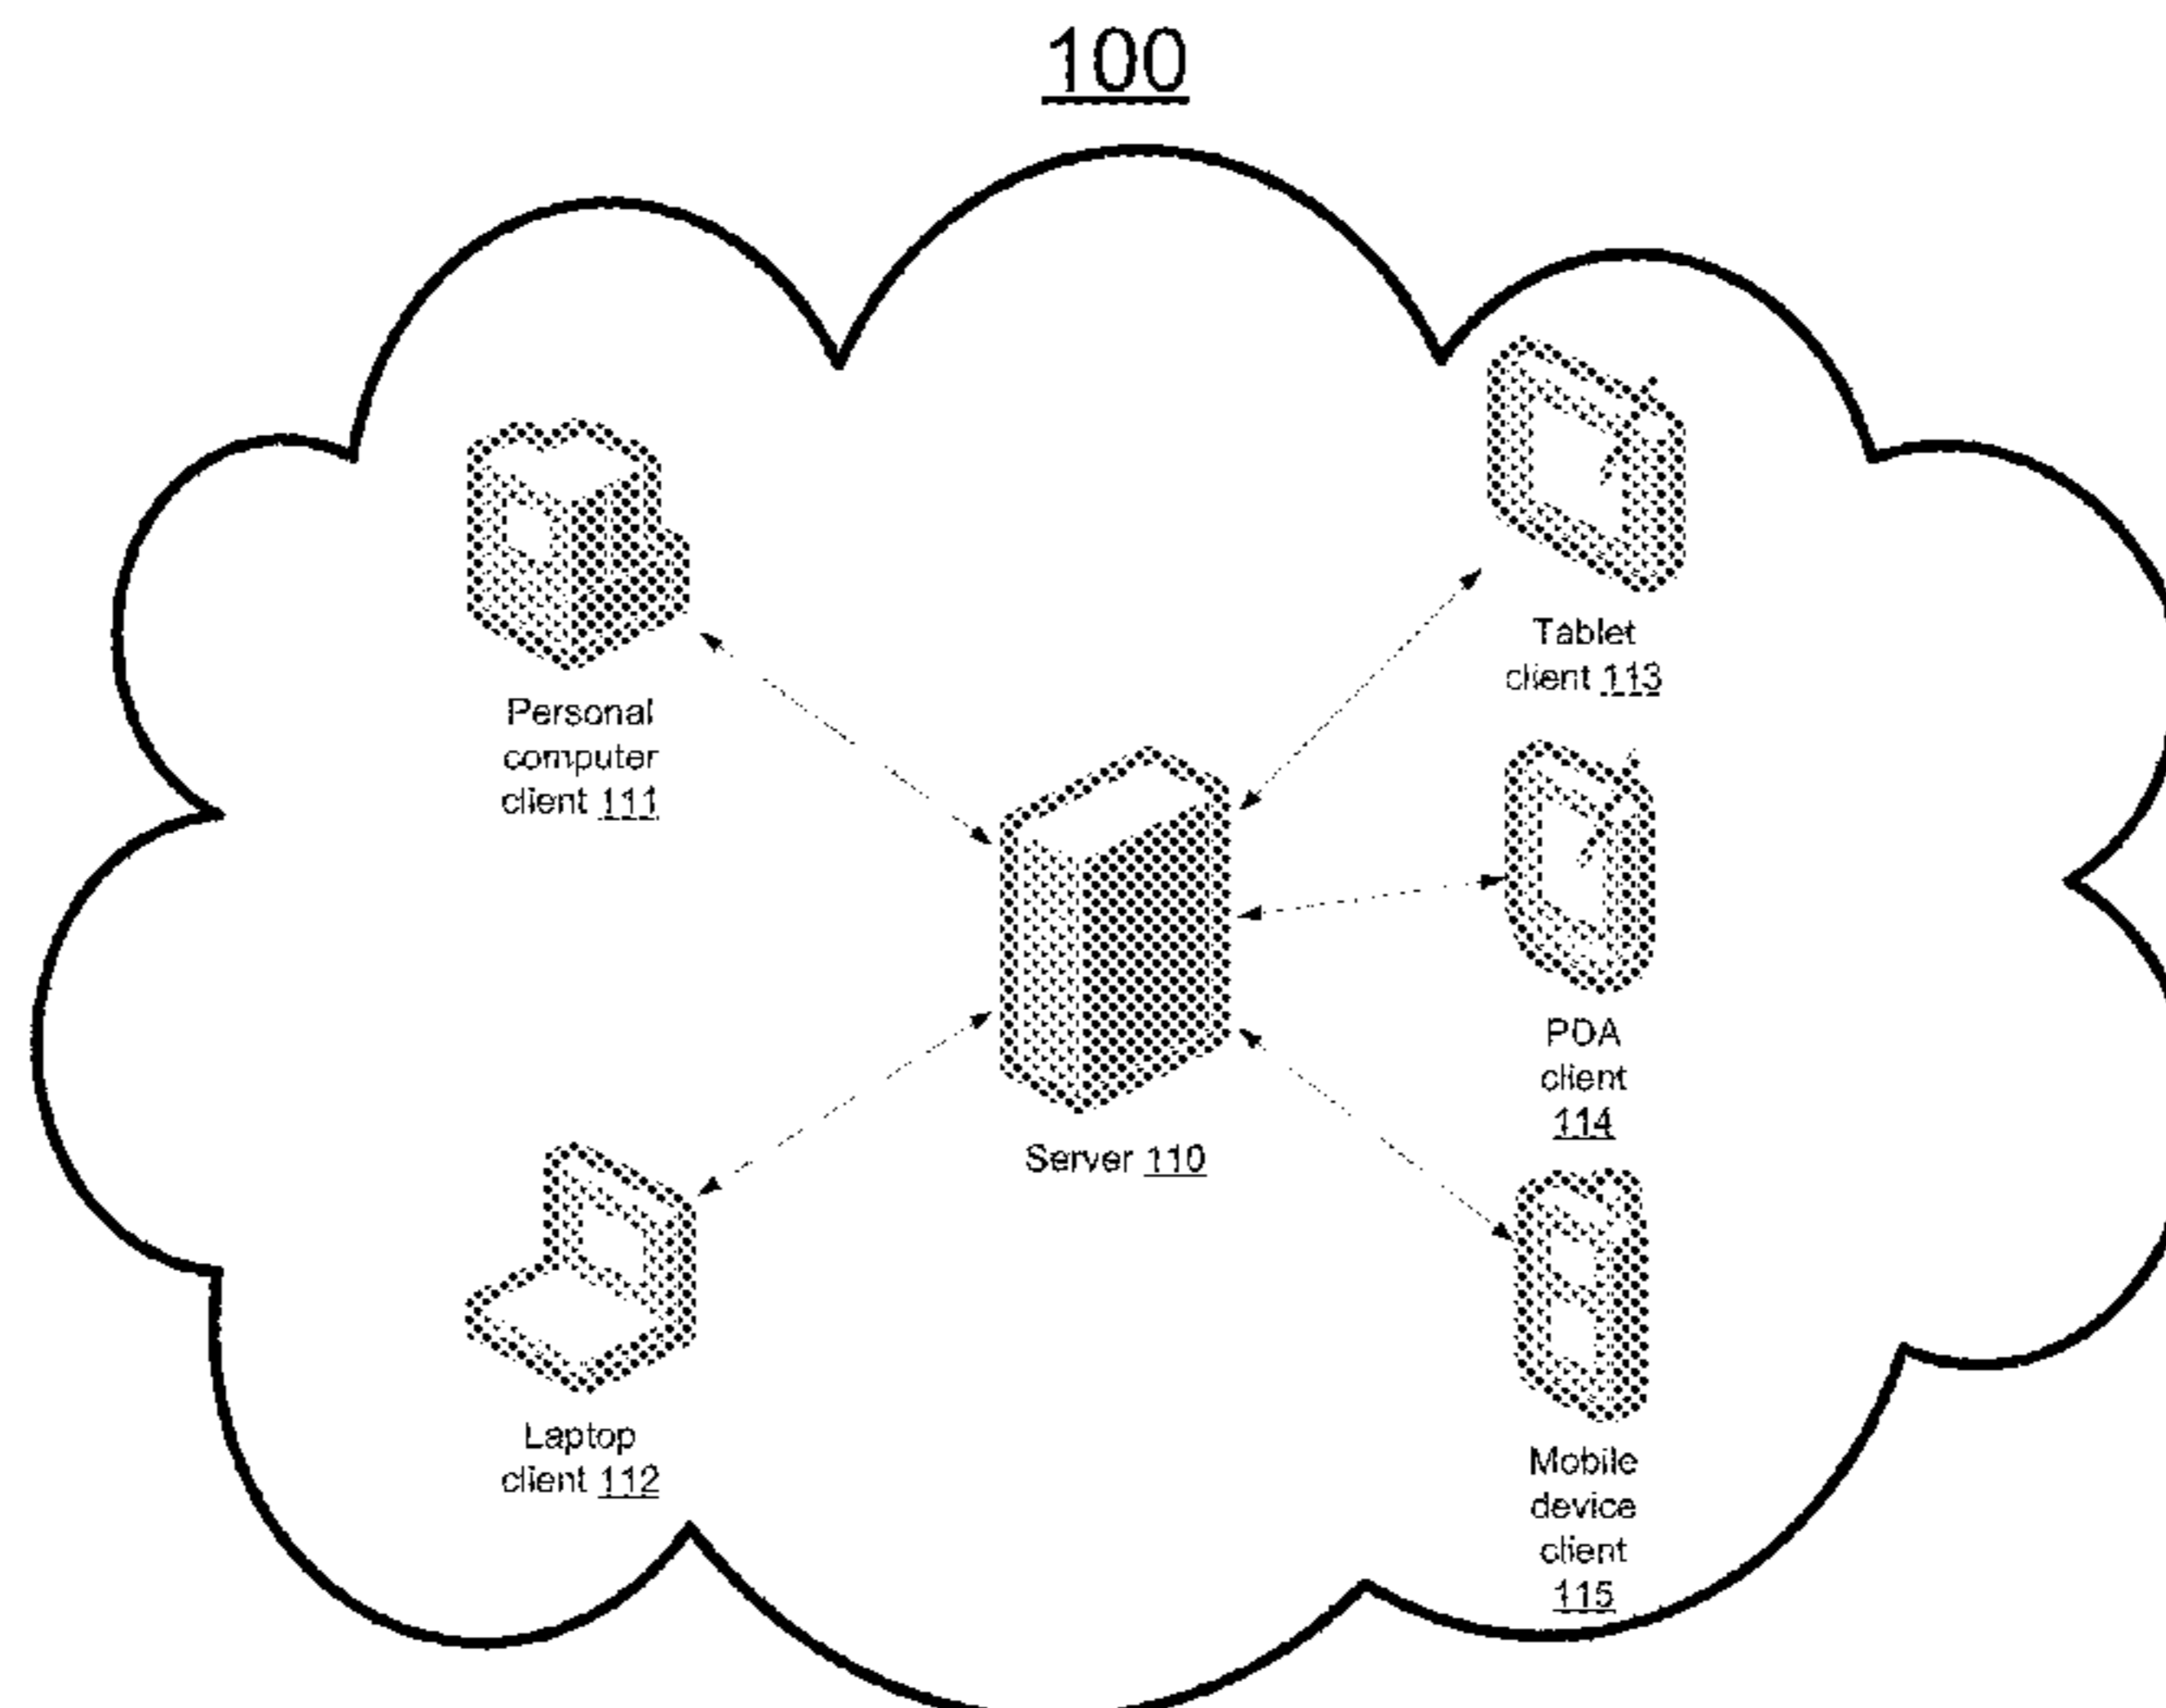 100
Personal
computer
client 111
Tablet
client 113
PDA
client
114
Server 110
Laptop
client 112
Mobile
device
client
115